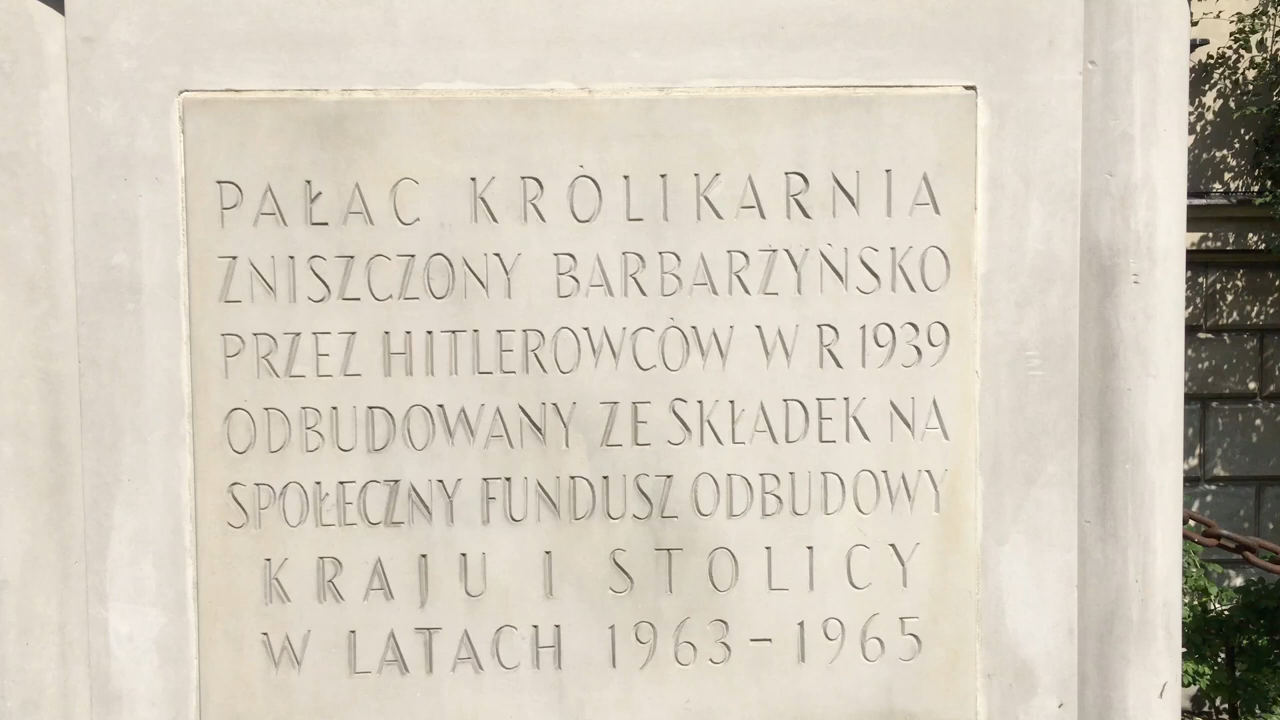 PAŁAC KRÓLIKARNIA
ZNISZCZONY BARBARŻYŃSKO
PRZEZ HITLEROWCÓW W R 1939
ODBUDOWANY ZE SKŁADEK NA
SPOŁECZNY FUNDUSZ ODBUDOWY
KRAJU I STOLICY
W LATACH 1963-1965